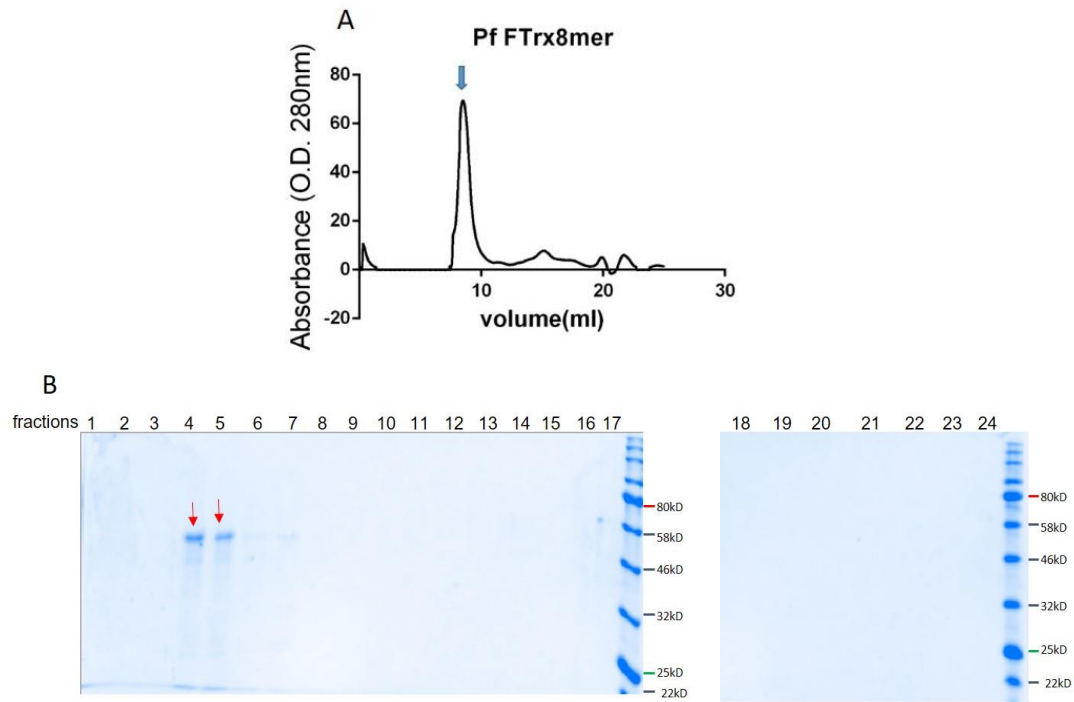 A
Pf FTrx8mer
Absorbance (O.D. 280nm)
80
60
40
20
0
-20
10 20 30
volume(ml)
B
fractions 1 2 3 4 5 6 7 8 9 10 11 12 13 14 15 16 17 18 19 20 21 22 23 24
80kD
58kD
46kD
32kD
25kD
22kD
80kD
58kD
46kD
32kD
25kD
22kD